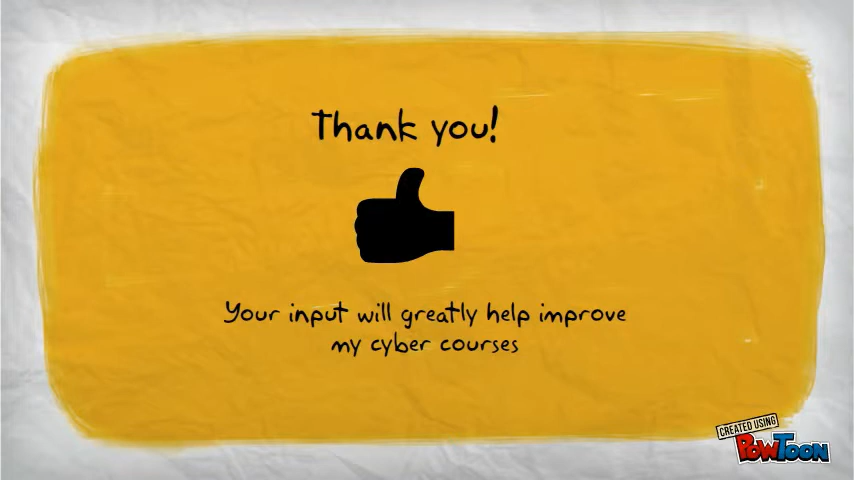 Thank you!
Your input will greatly help improve
my cyber courses
CREATED USING
POWTOON